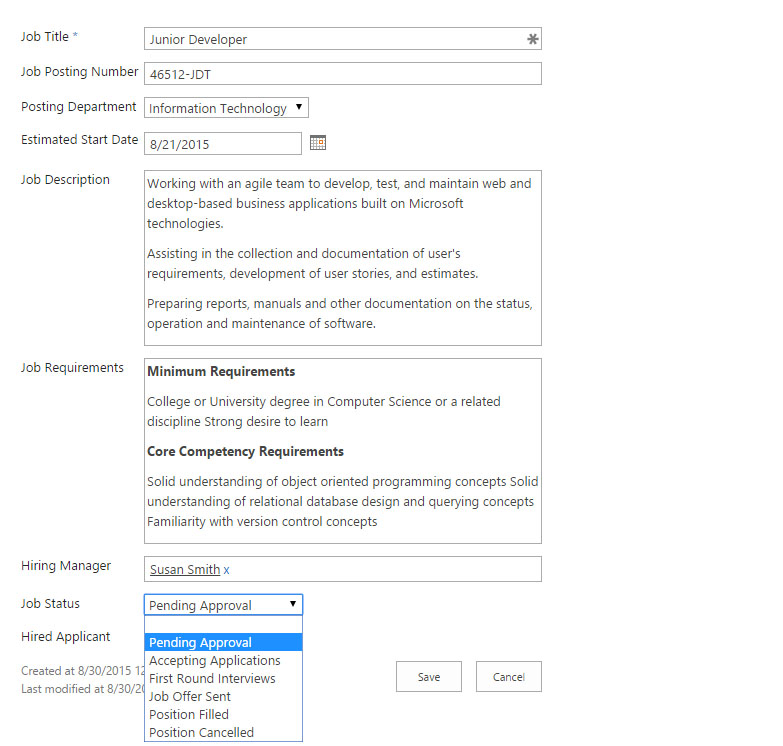 Job Title *
Junior Developer
Job Posting Number
46512-JDT
Posting Department
Information Technology
Estimated Start Date
8/21/2015
Job Description
Working with an agile team to develop, test, and maintain web and
desktop-based business applications built on Microsoft
technologies.
Assisting in the collection and documentation of user's
requirements, development of user stories, and estimates.
Preparing reports, manuals and other documentation on the status,
operation and maintenance of software.
Job Requirements
Minimum Requirements
College or University degree in Computer Science or a related
discipline Strong desire to learn
Core Competency Requirements
Solid understanding of object oriented programming concepts Solid
understanding of relational database design and querying concepts
Familiarity with version control concepts
Hiring Manager
Susan Smith x
Job Status
Pending Approval
Hired Applicant
Pending Approval
Accepting Applications
First Round Interviews
Job Offer Sent
Position Filled
Position Cancelled
Created at 8/30/2015
Last modified at 8/30/
Save
Cancel